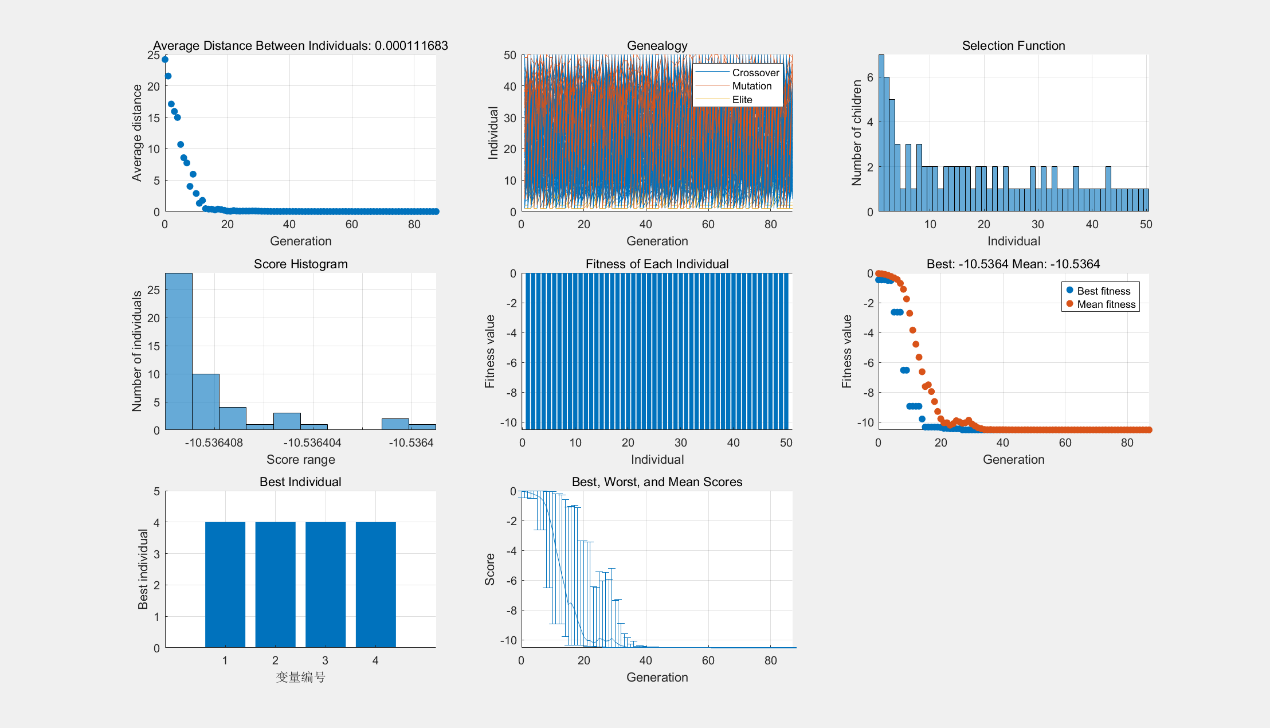 Average Distance Between Individuals: 0.000111683
25
20
15
10
5
0
Average distance
0 20 40 60 80
Generation
Genealogy
50
40
30
20
10
0
Individual
Crossover
Mutation
Elite
0 20 40 60 80
Generation
Selection Function
6
4
2
0
Number of children
10 20 30 40 50
Individual
Score Histogram
25
20
15
10
5
0
Number of individuals
-10.536408 -10.536404 -10.5364
Score range
Fitness of Each Individual
0
-2
-4
-6
-8
-10
Fitness value
0 10 20 30 40 50
Individual
Best: -10.5364 Mean: -10.5364
0
-2
-4
-6
-8
-10
Fitness value
Best fitness
Mean fitness
0 20 40 60 80
Generation
Best Individual
5
4
3
2
1
0
Best individual
1 2 3 4
变量编号
Best, Worst, and Mean Scores
0
-2
-4
-6
-8
-10
Score
0 20 40 60 80
Generation